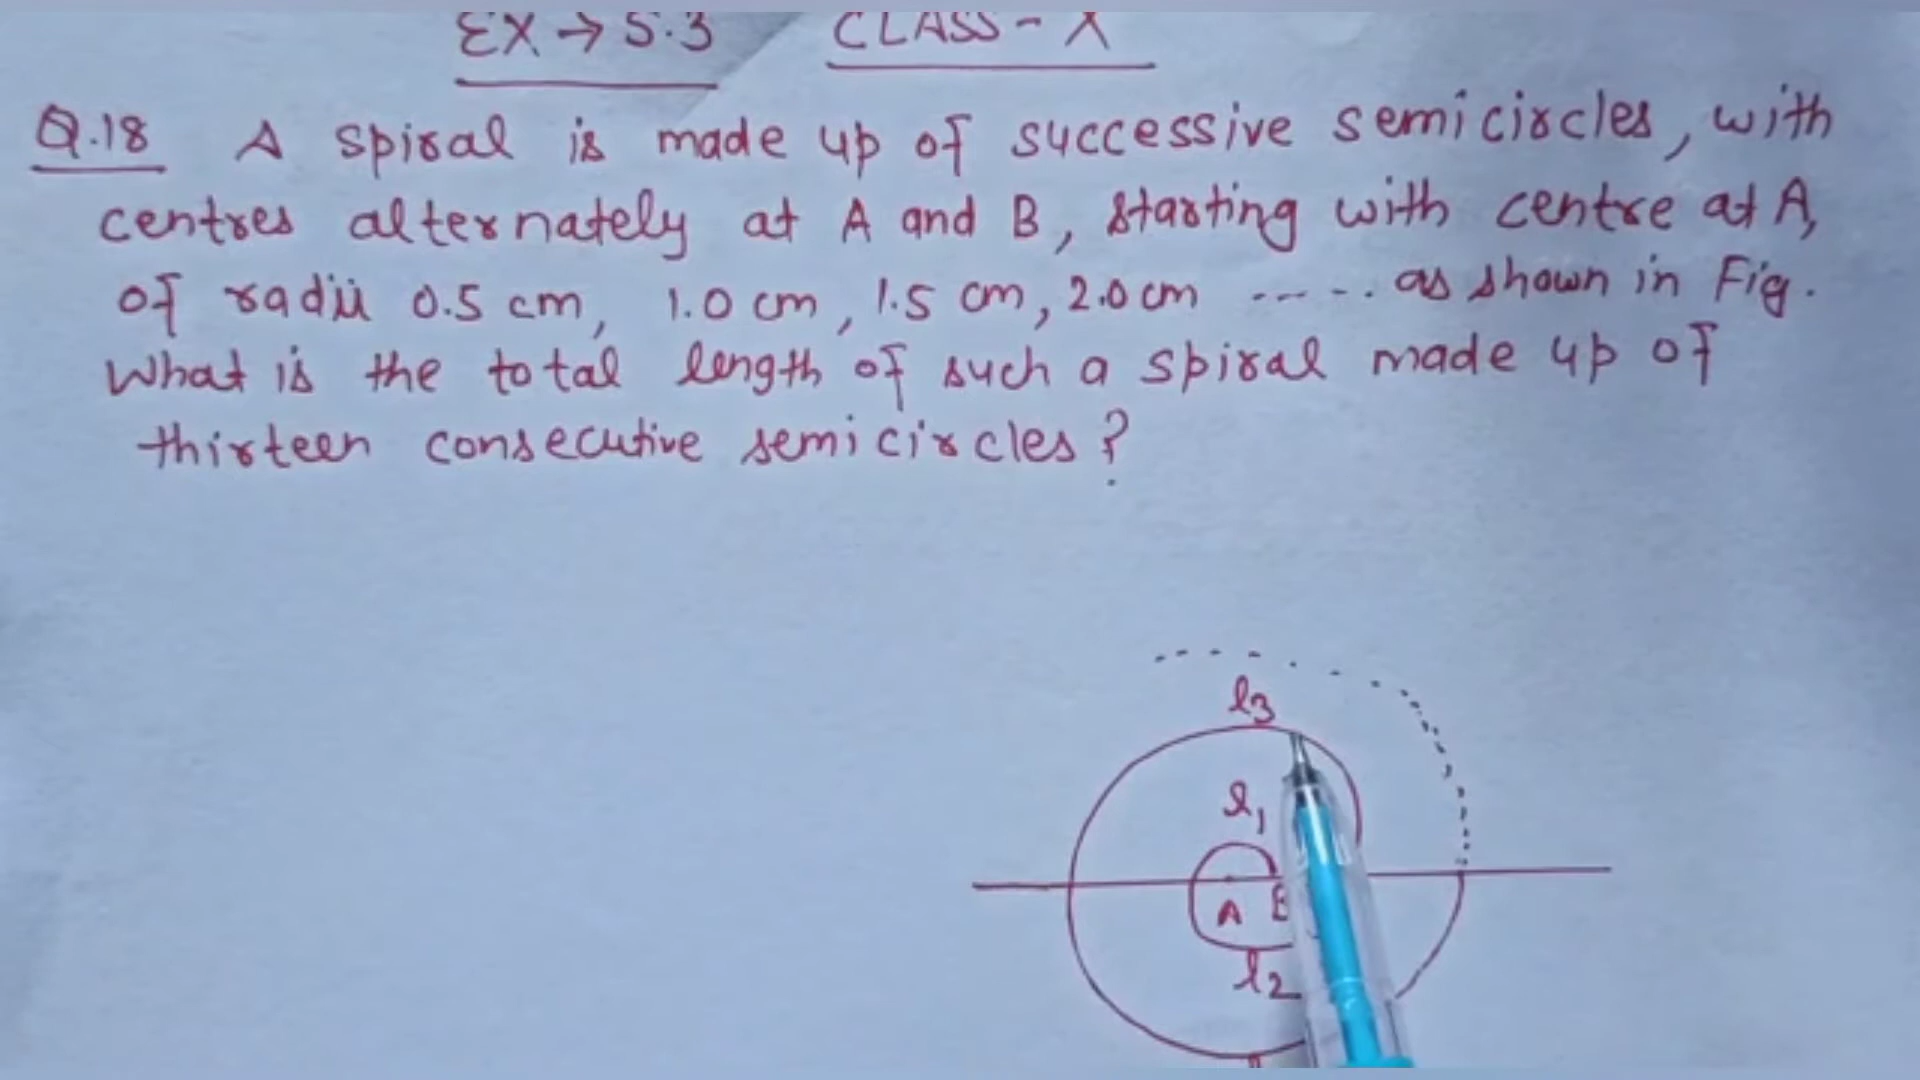 EX → 5.3 CLASS - X
Q.18 A spiral is made up of successive semicircles, with
centres alternately at A and B, starting with centre at A,
of radii 0.5 cm, 1.0 cm, 1.5 cm, 2.0 cm ----.. as shown in Fig.
What is the total length of such a spiral made up of
thirteen consecutive semicircles?
l3
l1
A B
l2